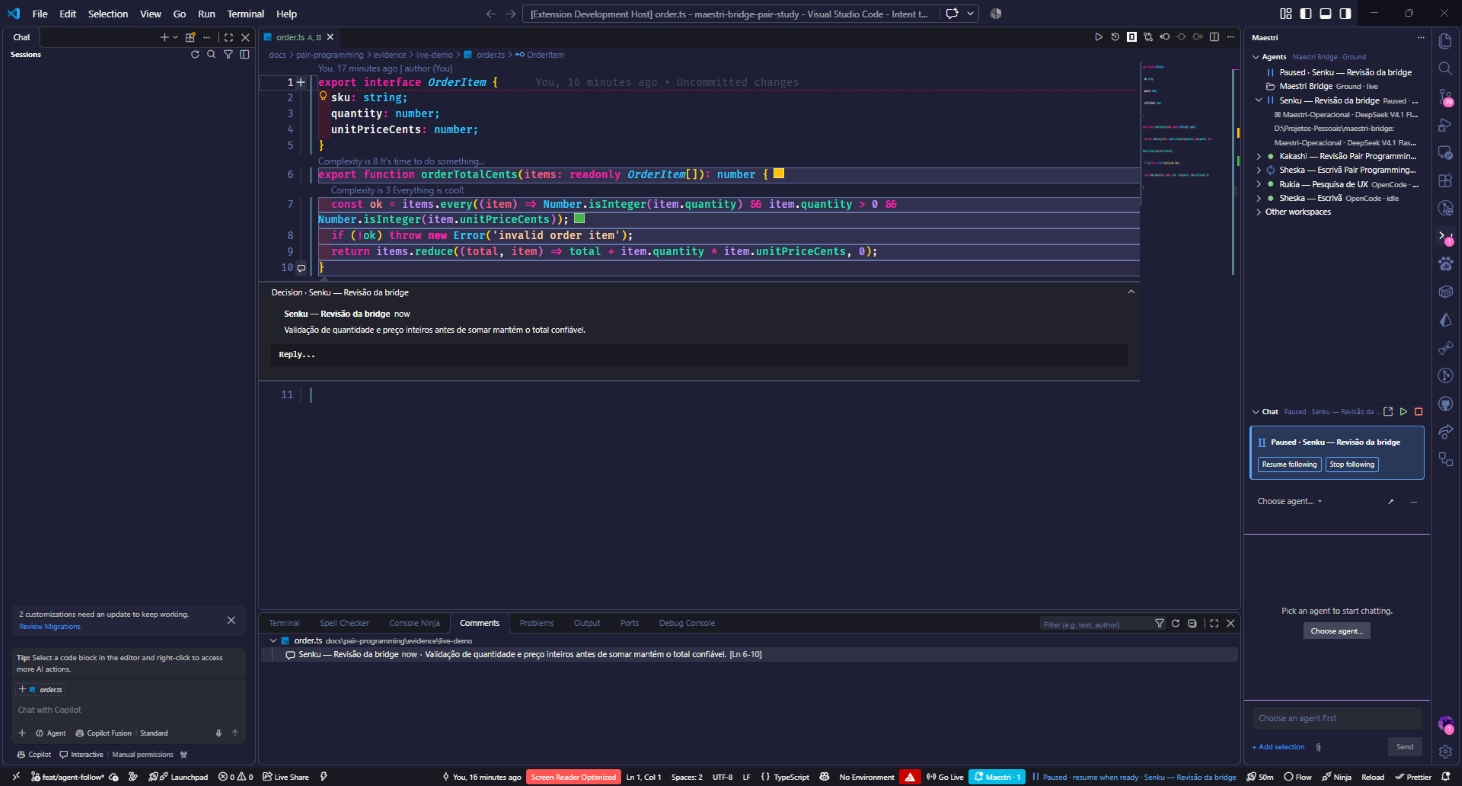 File Edit Selection View Go Run Terminal Help
[Extension Development Host] order.ts - maestri-bridge-pair-study - Visual Studio Code - Intent t...
Chat
Sessions
2 customizations need an update to keep working.
Review Migrations
Tip: Select a code block in the editor and right-click to access
more AI actions.
order.ts
Chat with Copilot
Agent Copilot Fusion Standard
Copilot Interactive Manual permissions
order.ts A, II
docs > pair-programming > evidence > live-demo > order.ts > OrderItem
You, 17 minutes ago | author (You)
1 export interface OrderItem { You, 16 minutes ago • Uncommitted changes
2 sku: string;
3 quantity: number;
4 unitPriceCents: number;
5 }
Complexity is 8 It's time to do something...
6 export function orderTotalCents(items: readonly OrderItem[]): number {
Complexity is 3 Everything is cool!
7 const ok = items.every((item) => Number.isInteger(item.quantity) && item.quantity > 0 &&
Number.isInteger(item.unitPriceCents));
8 if (!ok) throw new Error('invalid order item');
9 return items.reduce((total, item) => total + item.quantity * item.unitPriceCents, 0);
10 }
Decision · Senku — Revisão da bridge
Senku — Revisão da bridge now
Validação de quantidade e preço inteiros antes de somar mantém o total confiável.
Reply...
11
Terminal Spell Checker Console Ninja Comments Problems Output Ports Debug Console
Filter (e.g. text, author)
order.ts docs\pair-programming\evidence\live-demo
Senku — Revisão da bridge now • Validação de quantidade e preço inteiros antes de somar mantém o total confiável. [Ln 6-10]
Maestri
Agents Maestri Bridge · Ground
Paused · Senku — Revisão da bridge
Maestri Bridge Ground · live
Senku — Revisão da bridge Paused · ...
Maestri-Operacional · DeepSeek V4.1 Fl...
D:\Projetos-Pessoais\maestri-bridge:
Maestri-Operacional · DeepSeek V4.1 Flas...
Kakashi — Revisão Pair Programmin...
Sheska — Escrivã Pair Programming...
Rukia — Pesquisa de UX OpenCode · ...
Sheska — Escrivã OpenCode · idle
Other workspaces
Chat Paused · Senku — Revisão da ...
Paused · Senku — Revisão da bridge
Resume following Stop following
Choose agent...
Pick an agent to start chatting.
Choose agent...
Choose an agent first
+ Add selection Send
79
1
1
feat/agent-follow* Launchpad 0 0 Live Share You, 16 minutes ago Screen Reader Optimized Ln 1, Col 1 Spaces: 2 UTF-8 LF TypeScript No Environment Go Live Maestri · 1 Paused · resume when ready · Senku — Revisão da bridge 50m Flow Ninja Reload Prettier